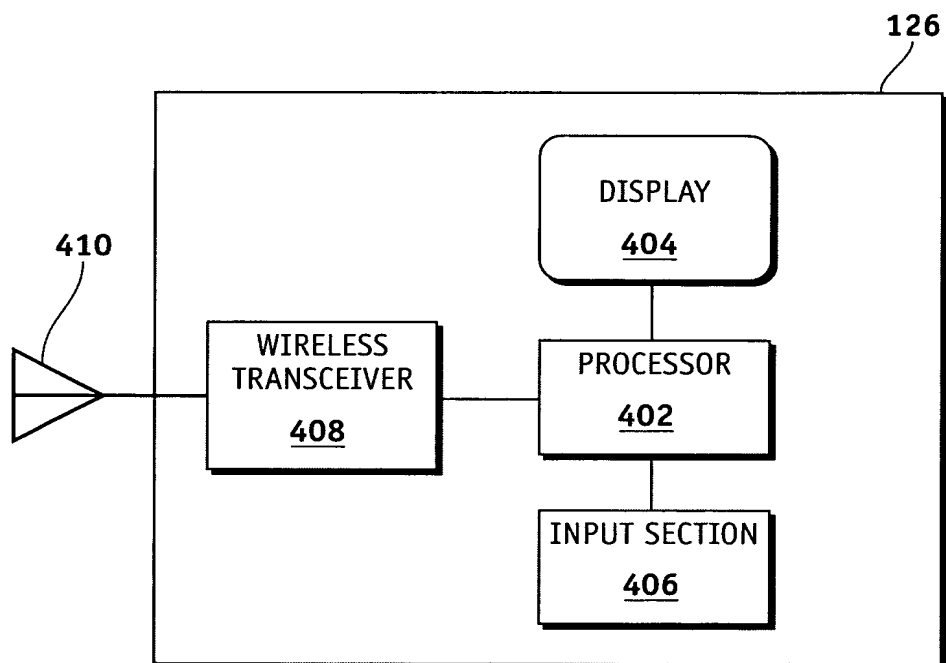 126
DISPLAY
404
410
WIRELESS
TRANSCEIVER
408
PROCESSOR
402
INPUT SECTION
406